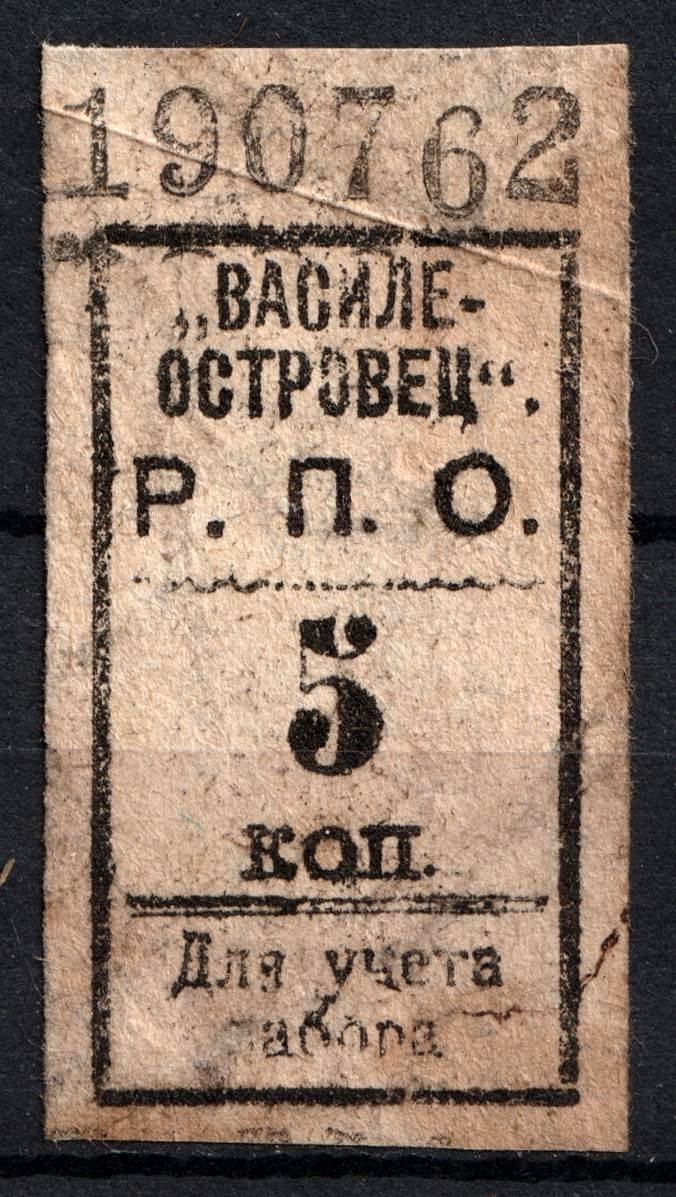 190762
„ВАСИЛЕ-
ОСТРОВЕЦ“.
Р. П. О.
5
коп.
Для учета
забора